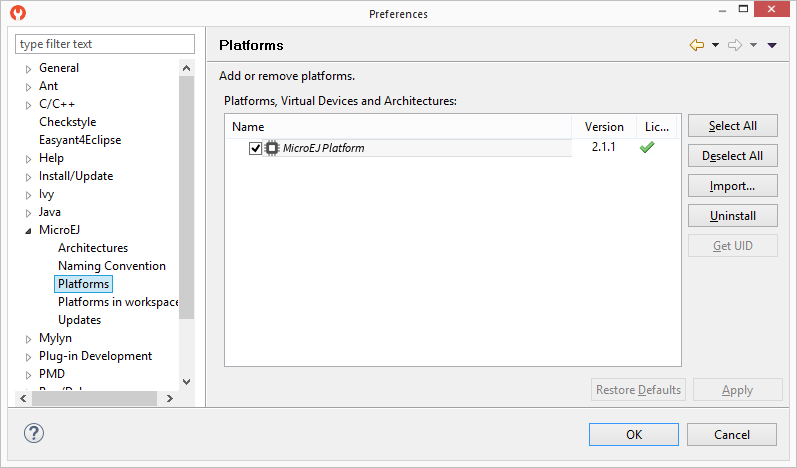 Preferences
type filter text
General
Ant
C/C++
Checkstyle
Easyant4Eclipse
Help
Install/Update
Ivy
Java
MicroEJ
Architectures
Naming Convention
Platforms
Platforms in workspace
Updates
Mylyn
Plug-in Development
PMD
Platforms
Add or remove platforms.
Platforms, Virtual Devices and Architectures:
Name Version Lic...
MicroEJ Platform 2.1.1
Select All
Deselect All
Import...
Uninstall
Get UID
Restore Defaults Apply
OK Cancel